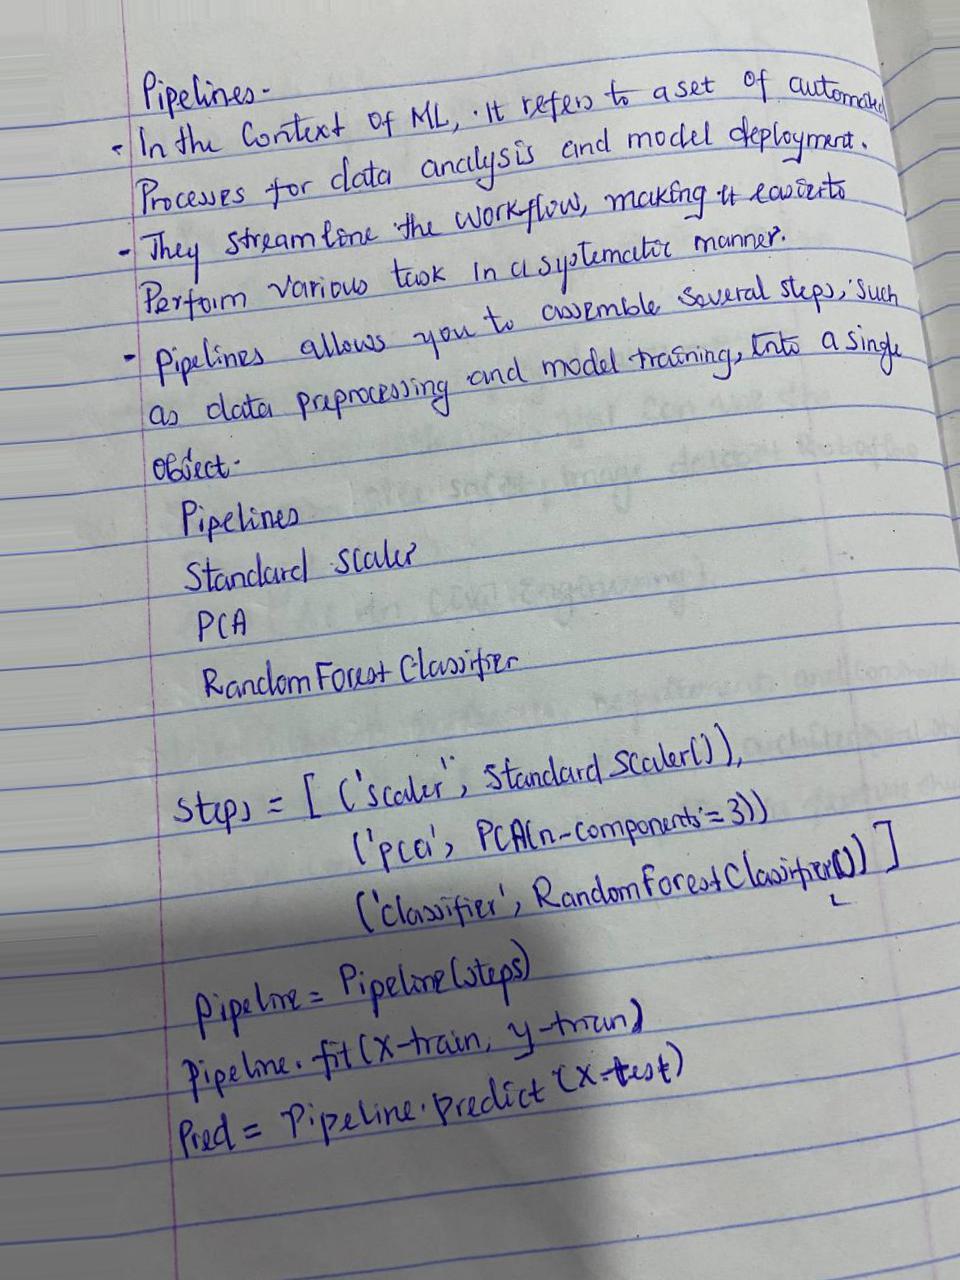 Pipelines-
- In the Context of ML, it refers to a set of automated
Processes for data analysis and model deployment.
- They streamline the workflow, making it easier to
Perform various task in a systematic manner.
- Pipelines allows you to assemble several steps, such
as data preprocessing and model training, Into a single
object.
Pipelines
Standard scaler
PCA
RandomForest Classifier
Steps = [ ('scaler", Standard Scaler()),
('pca', PCA(n-components=3))
('classifier', RandomForestClassifier()) ]
pipeline = Pipeline(steps)
Pipeline.fit(X-train, y-train)
Pred = Pipeline.predict (X-test)